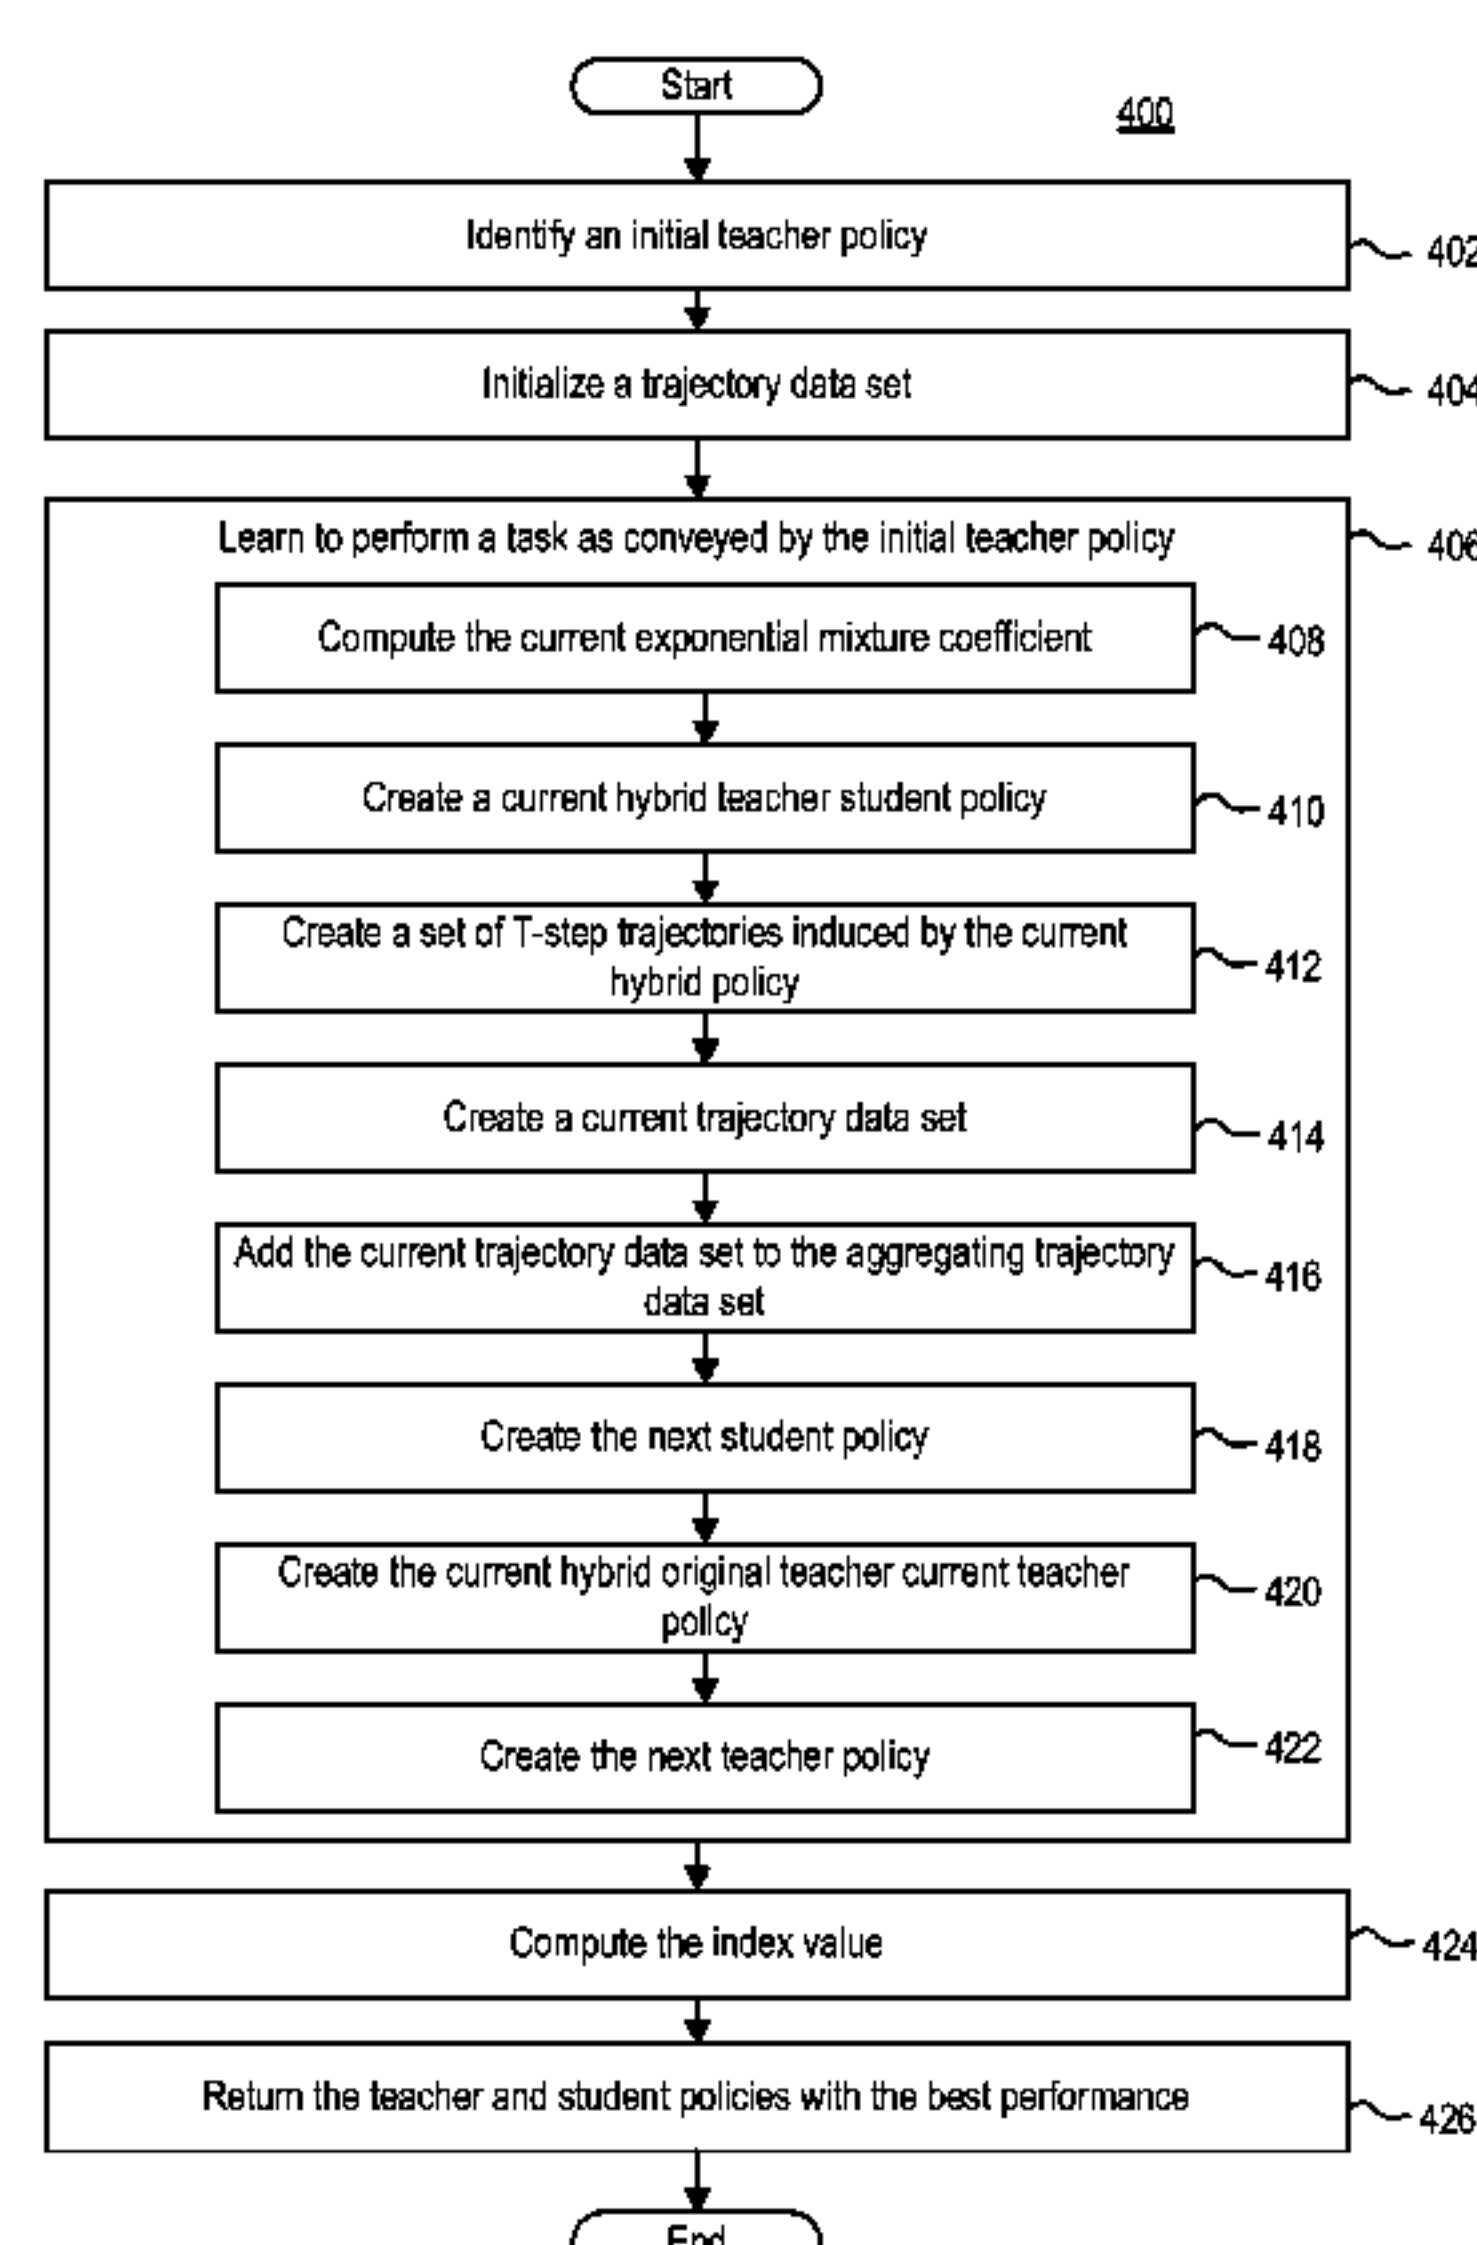 Start
400
Identify an initial teacher policy
402
Initialize a trajectory data set
404
Learn to perform a task as conveyed by the initial teacher policy
406
Compute the current exponential mixture coefficient
408
Create a current hybrid teacher student policy
410
Create a set of T-step trajectories induced by the current
hybrid policy
412
Create a current trajectory data set
414
Add the current trajectory data set to the aggregating trajectory
data set
416
Create the next student policy
418
Create the current hybrid original teacher current teacher
policy
420
Create the next teacher policy
422
Compute the index value
424
Return the teacher and student policies with the best performance
426
End